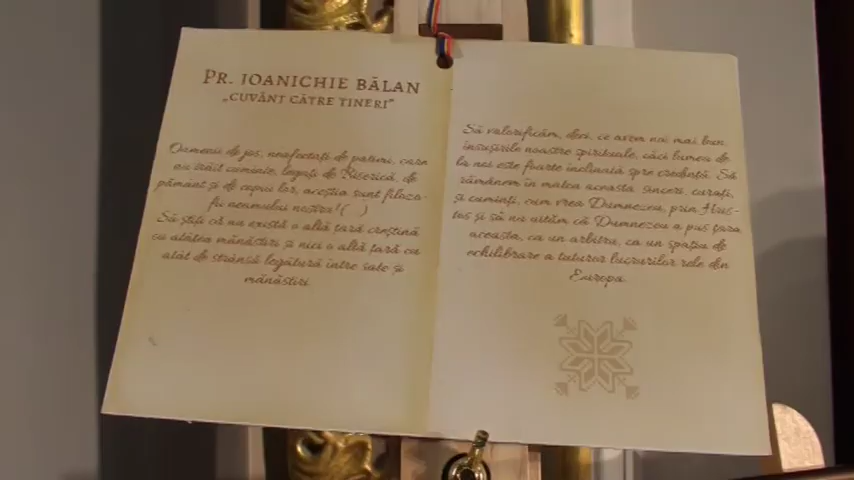 PR. IOANICHIE BĂLAN
„CUVÂNT CĂTRE TINERI”
Oamenii de jos, neafectați de patimi, care
au trăit cuminte, legați de Biserică, de
pământ și de copiii lor, aceștia sunt filozo-
fii neamului nostru! (...)
Să știți că nu există o altă țară creștină
cu atâtea mănăstiri și nici o altă țară cu
atât de strânsă legătură între sate și
mănăstiri.
Să valorificăm, deci, ce avem noi mai bun,
însușirile noastre spirituale, căci lumea de
la noi este foarte înclinată spre credință. Să
rămânem în matca aceasta sinceri, curați,
și cuminți, cum vrea Dumnezeu, prin Hris-
tos și să nu uităm că Dumnezeu a pus țara
aceasta, ca un arbitru, ca un spațiu de
echilibrare a tuturor lucrurilor rele din
Europa.